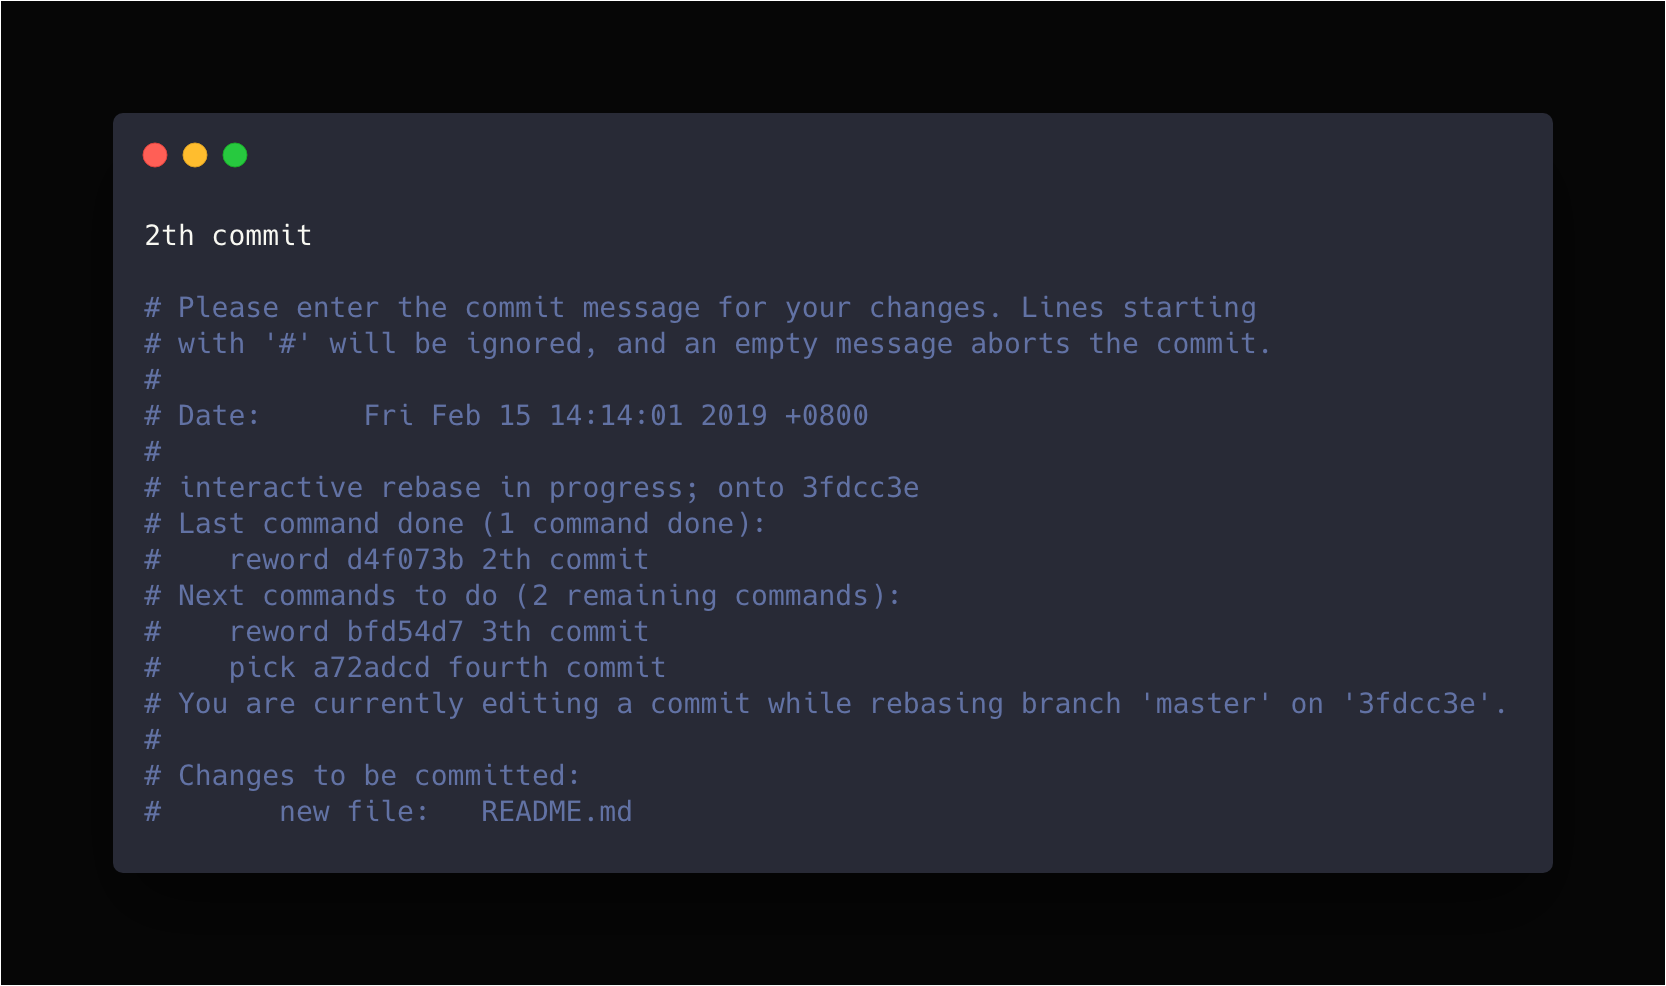 2th commit
# Please enter the commit message for your changes. Lines starting
# with '#' will be ignored, and an empty message aborts the commit.
#
# Date:      Fri Feb 15 14:14:01 2019 +0800
#
# interactive rebase in progress; onto 3fdcc3e
# Last command done (1 command done):
#    reword d4f073b 2th commit
# Next commands to do (2 remaining commands):
#    reword bfd54d7 3th commit
#    pick a72adcd fourth commit
# You are currently editing a commit while rebasing branch 'master' on '3fdcc3e'.
#
# Changes to be committed:
#       new file:   README.md